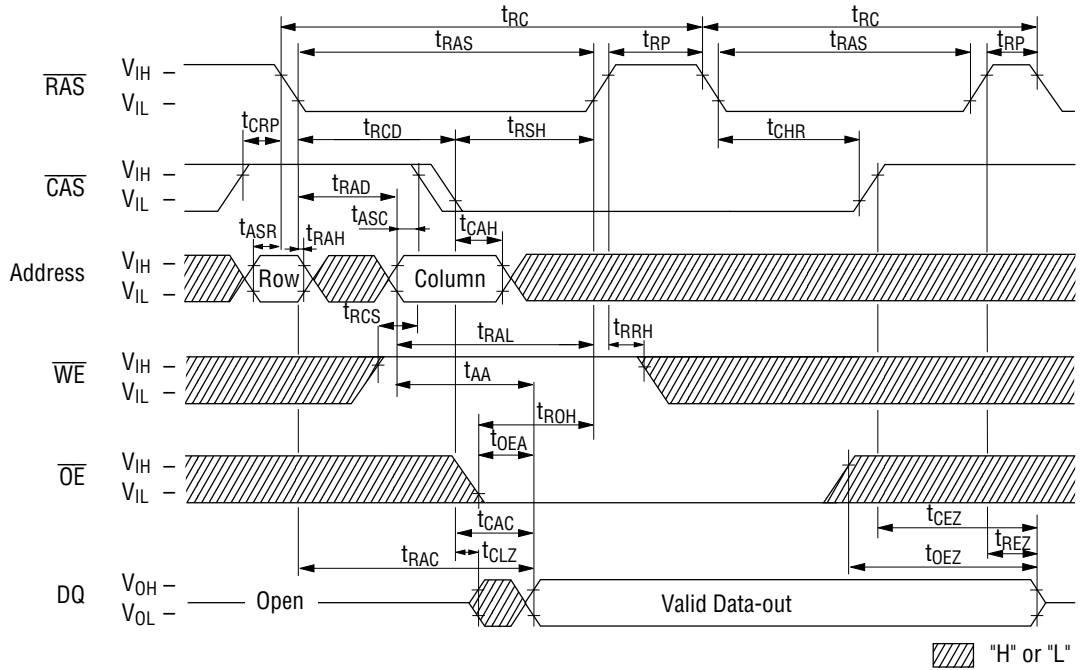 tRC tRC
tRAS tRP tRAS tRP
RAS VIH –
VIL –
tCRP tRCD tRSH tCHR
CAS VIH –
VIL –
tRAD
tASC
tASR tRAH tCAH
Address VIH –
VIL –
Row Column
tRCS tRAL tRRH
WE VIH –
VIL –
tAA
tROH
tOEA
OE VIH –
VIL –
tCAC tCEZ
tRAC tCLZ tOEZ tREZ
DQ VOH –
VOL –
Open Valid Data-out
"H" or "L"